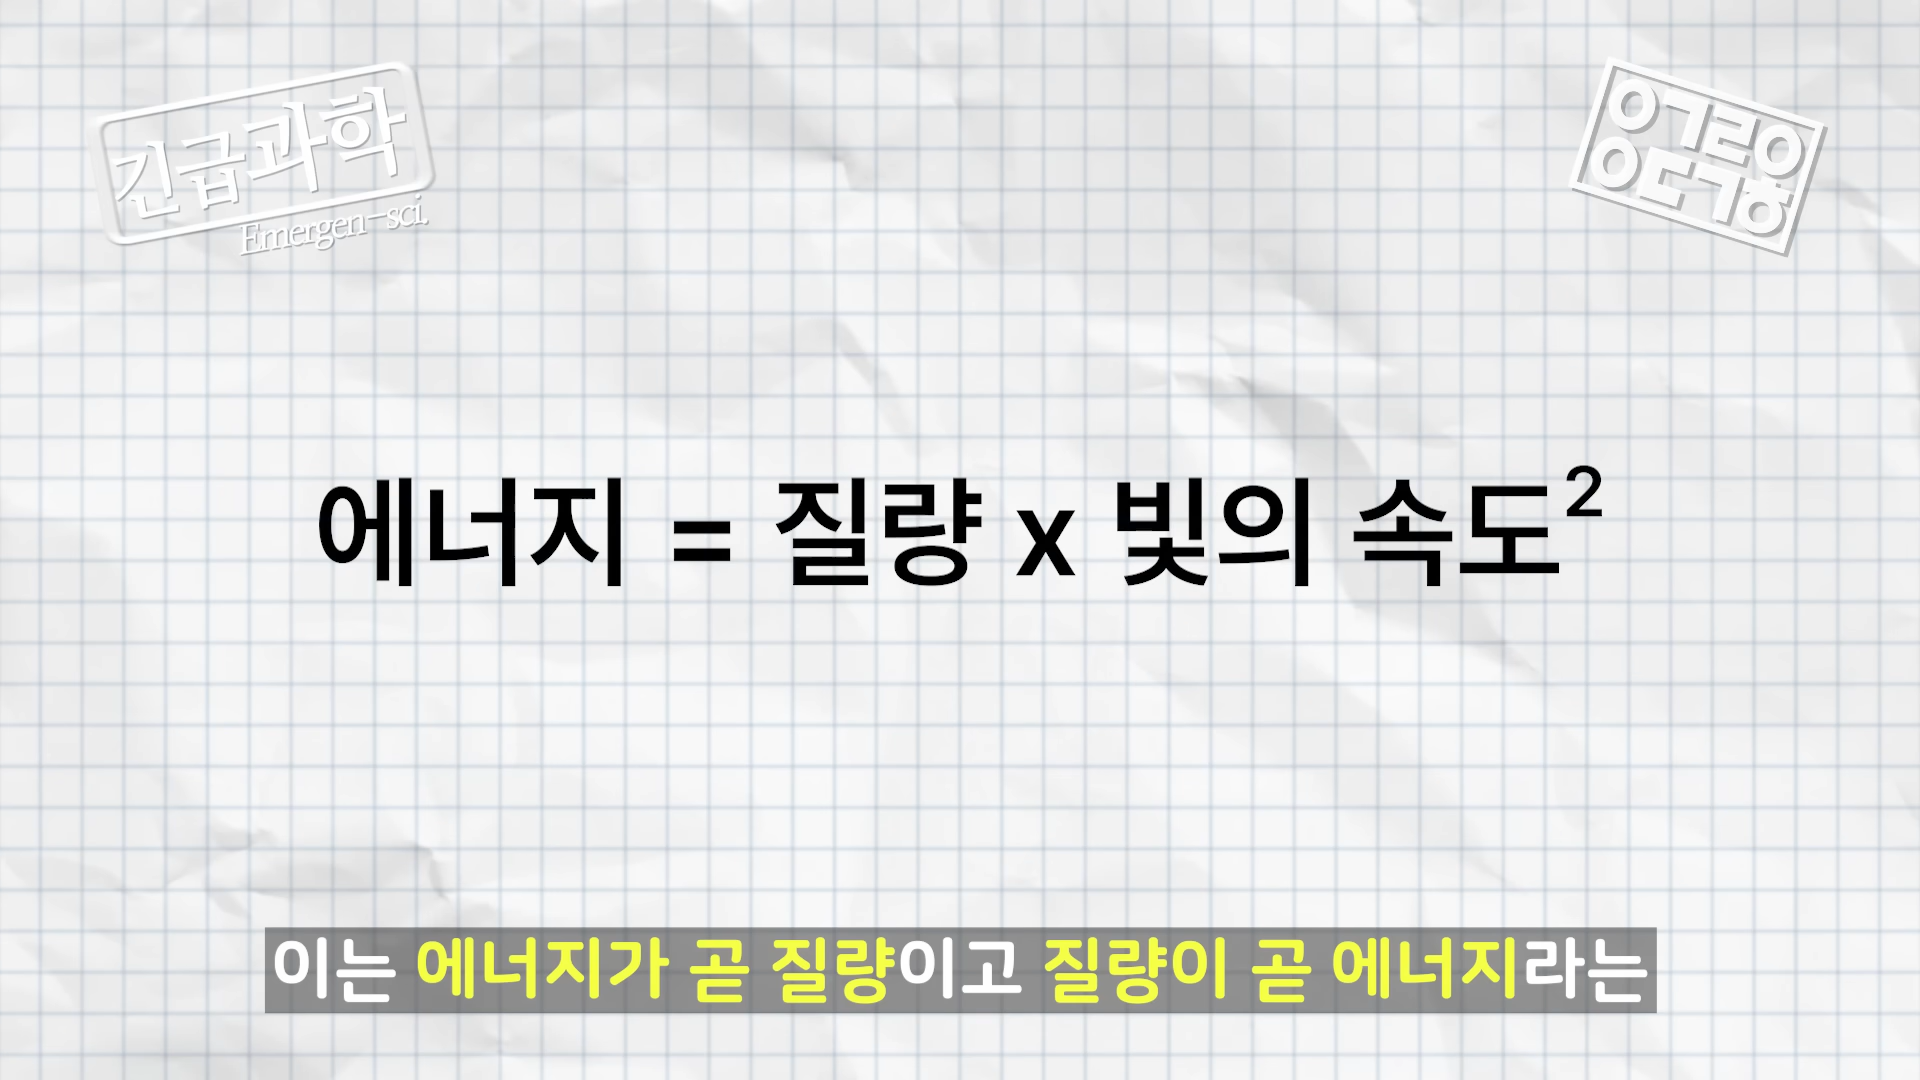 긴급과학
Emergen-sci.
에너지 = 질량 x 빛의 속도²
이는 에너지가 곧 질량이고 질량이 곧 에너지라는